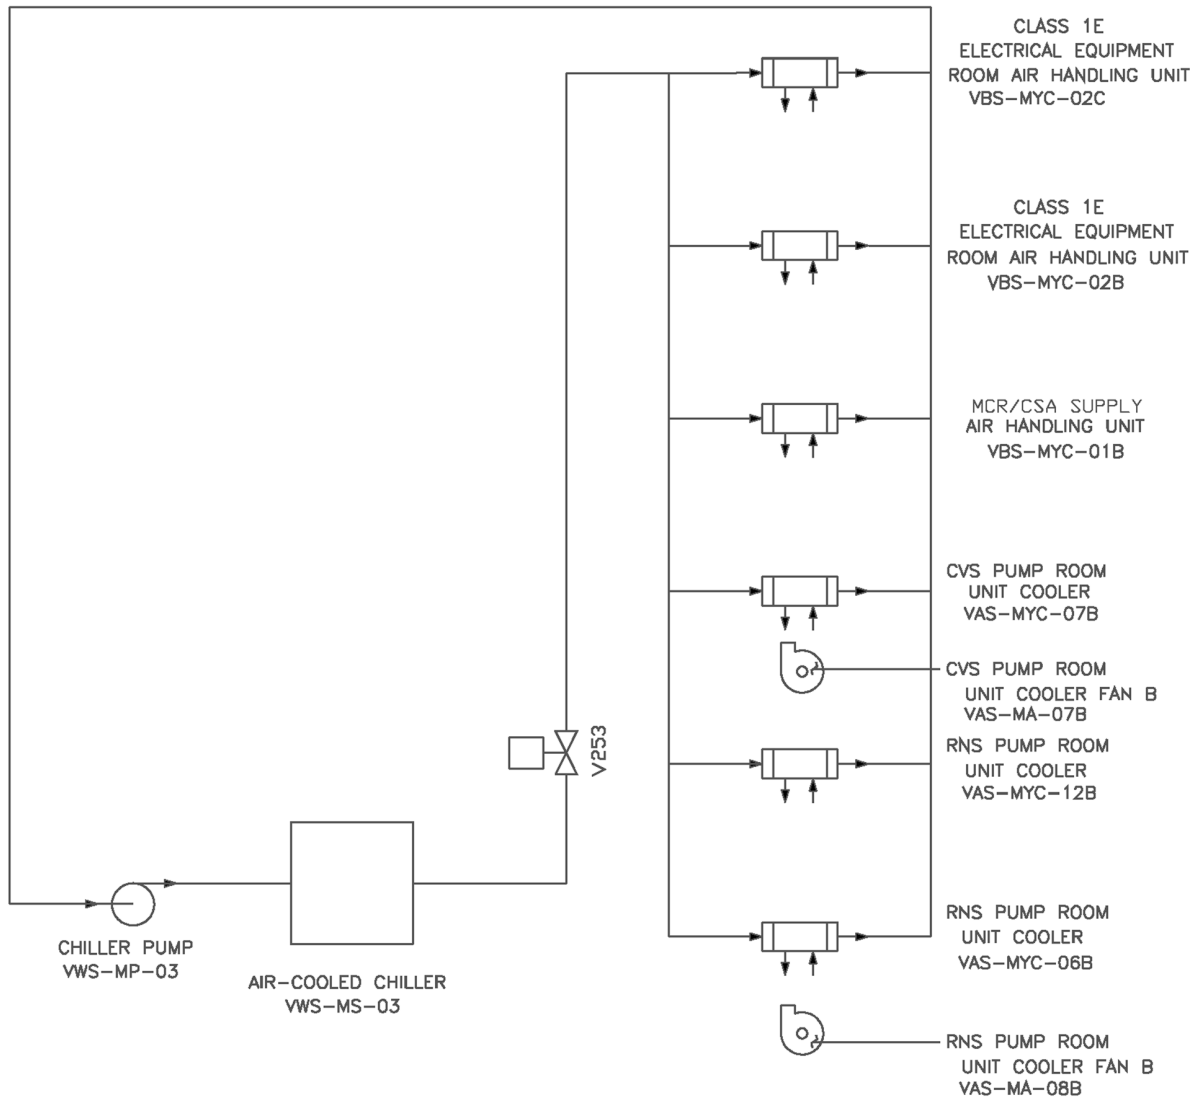 CLASS 1E
ELECTRICAL EQUIPMENT
ROOM AIR HANDLING UNIT
VBS-MYC-02C
CLASS 1E
ELECTRICAL EQUIPMENT
ROOM AIR HANDLING UNIT
VBS-MYC-02B
MCR/CSA SUPPLY
AIR HANDLING UNIT
VBS-MYC-01B
CVS PUMP ROOM
UNIT COOLER
VAS-MYC-07B
CVS PUMP ROOM
UNIT COOLER FAN B
VAS-MA-07B
RNS PUMP ROOM
UNIT COOLER
VAS-MYC-12B
V253
RNS PUMP ROOM
UNIT COOLER
VAS-MYC-06B
CHILLER PUMP
VWS-MP-03
AIR-COOLED CHILLER
VWS-MS-03
RNS PUMP ROOM
UNIT COOLER FAN B
VAS-MA-08B